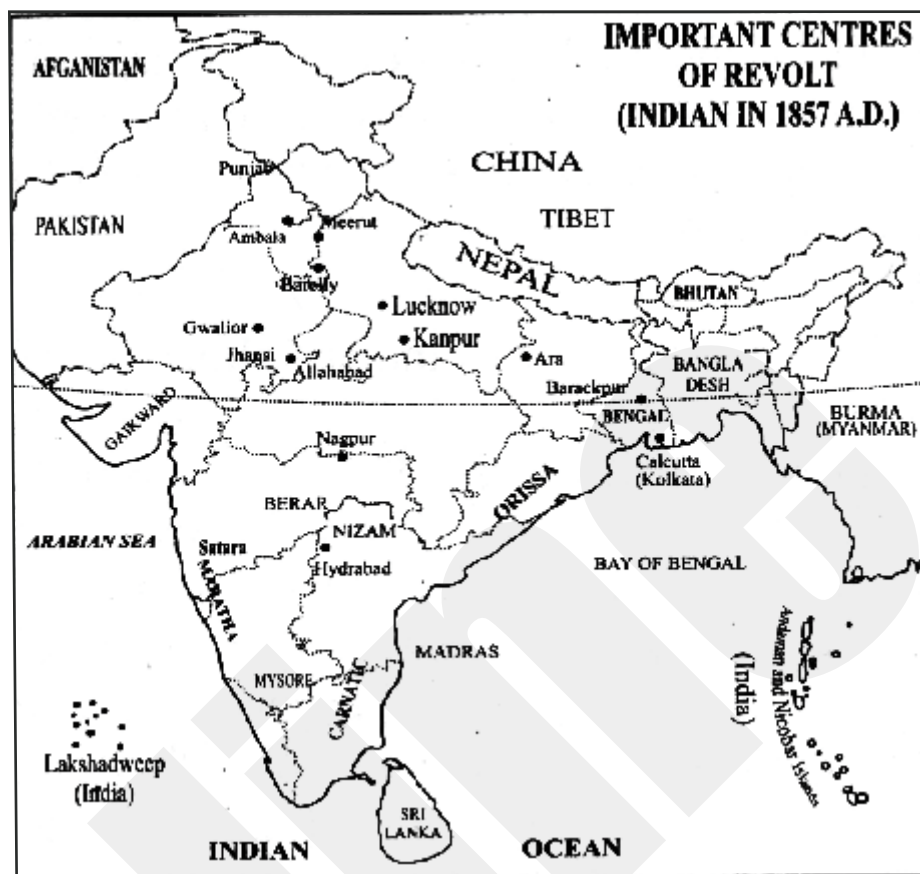 IMPORTANT CENTRES
OF REVOLT
(INDIAN IN 1857 A.D.)
AFGANISTAN
CHINA
Punjab
TIBET
PAKISTAN
Ambala
Meerut
NEPAL
Bareilly
BHUTAN
Lucknow
Gwalior
Kanpur
Jhansi
Allahabad
Ara
BANGLA
DESH
Barackpur
BENGAL
GAIKWARD
BURMA
(MYANMAR)
Nagpur
Calcutta
(Kolkata)
BERAR
ORISSA
NIZAM
ARABIAN SEA
Satara
Hydrabad
BAY OF BENGAL
MARATHA
MADRAS
MYSORE
CARNATIC
Andaman and Nicobar Islands
(India)
Lakshadweep
(India)
SRI
LANKA
INDIAN
OCEAN